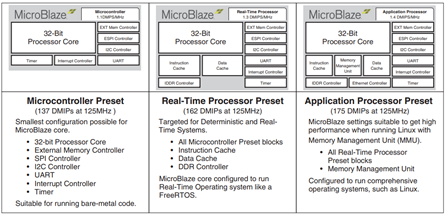 MicroBlaze
Microcontroller
1.1DMIPS/MHz
32-Bit
Processor Core
EXT Mem Controller
ESPI Controller
I2C Controller
Timer
Interrupt Controller
UART
MicroBlaze
Real-Time Processor
1.3 DMIPS/MHz
32-Bit
Processor Core
EXT Mem Controller
ESPI Controller
I2C Controller
Instruction
Cache
Data
Cache
UART
Interrupt Controller
IDDR Controller
Timer
MicroBlaze
Application Processor
1.4 DMIPS/MHz
32-Bit
Processor Core
EXT Mem Controller
ESPI Controller
I2C Controller
Instruction
Cache
Memory
Management
Unit
Data
Cache
UART
Interrupt Controller
IDDR Controller
Ethernet Controller
Timer
Microcontroller Preset
(137 DMIPs at 125MHz )
Smallest configuration possible for
MicroBlaze core.
• 32-bit Processor Core
• External Memory Controller
• SPI Controller
• I2C Controller
• UART
• Interrupt Controller
• Timer
Suitable for running bare-metal code.
Real-Time Processor Preset
(162 DMIPs at 125MHz)
Targeted for Deterministic and Real-
Time Systems.
• All Microcontroller Preset blocks
• Instruction Cache
• Data Cache
• DDR Controller
MicroBlaze core configured to run
Real-Time Operating system like a
FreeRTOS.
Application Processor Preset
(175 DMIPs at 125MHz)
MicroBlaze settings suitable to get high
performance when running Linux with
Memory Management Unit (MMU).
• All Real-Time Processor
Preset blocks
• Memory Management Unit
Configured to run comprehensive
operating systems, such as Linux.